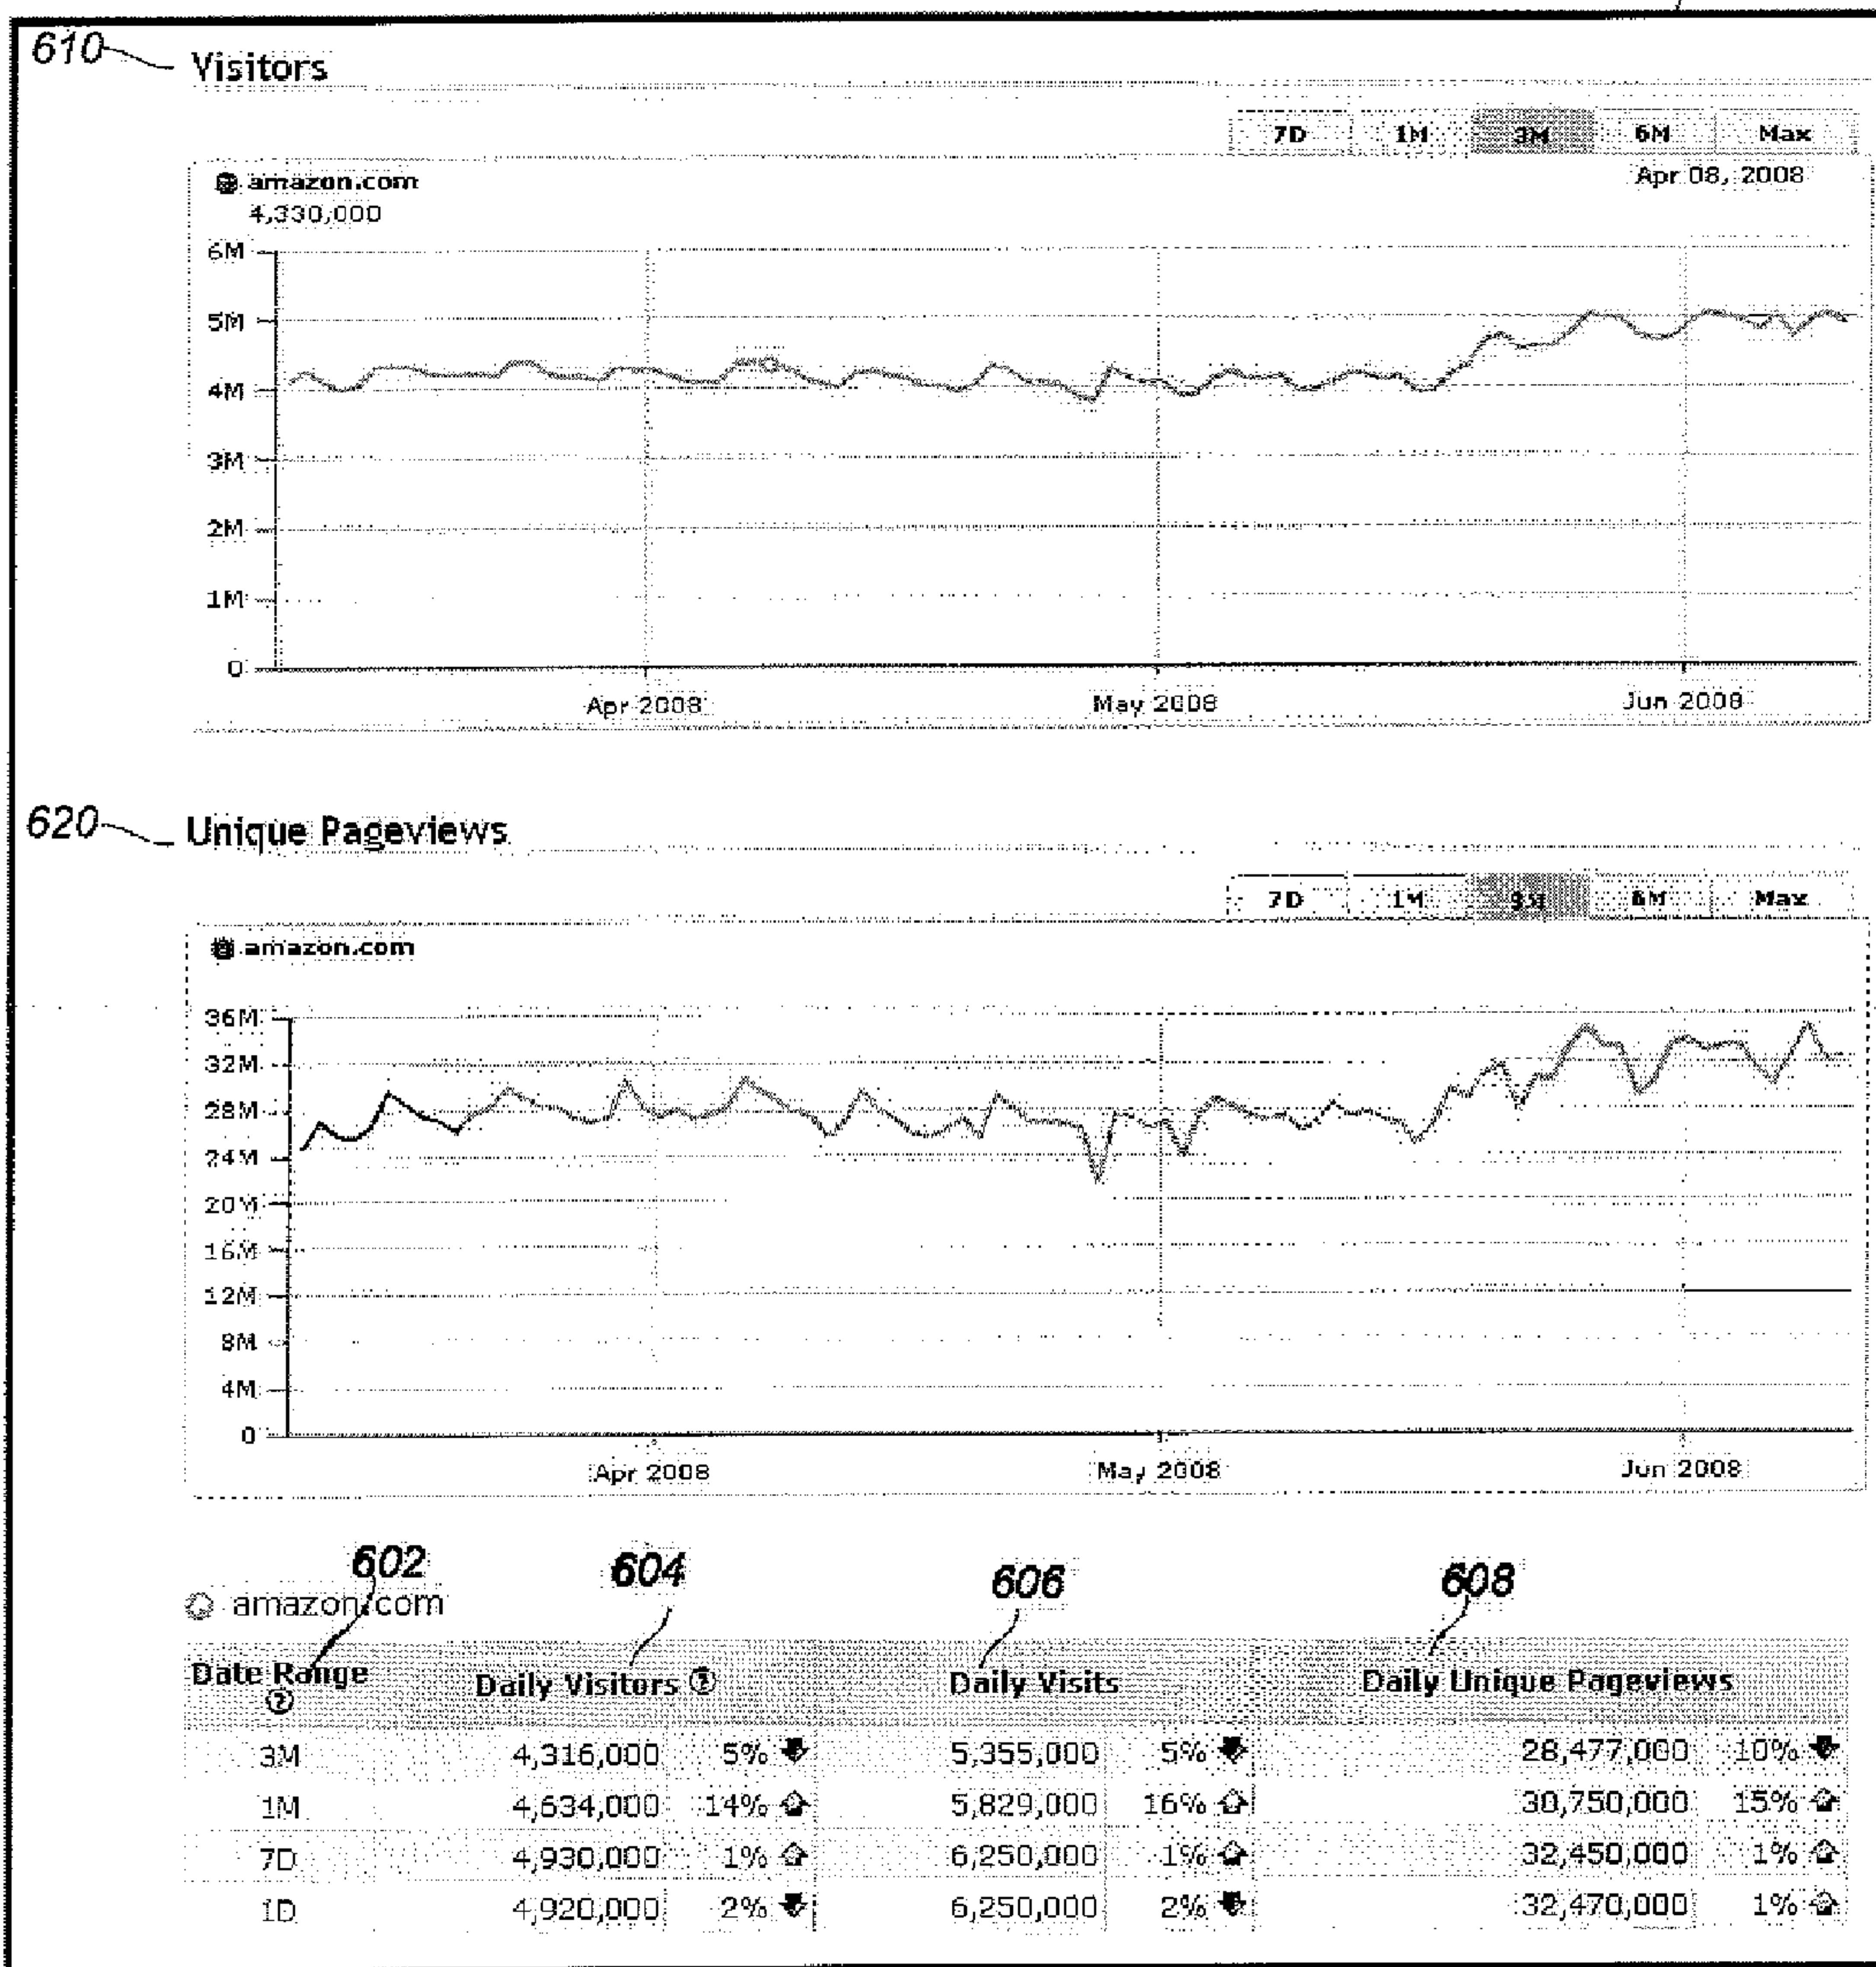 610 Visitors
7D 1M 3M 6M Max
amazon.com Apr 08, 2008
4,330,000
6M
5M
4M
3M
2M
1M
0
Apr 2008 May 2008 Jun 2008
620 Unique Pageviews
7D 1M 3M 6M Max
amazon.com
36M
32M
28M
24M
20M
16M
12M
8M
4M
0
Apr 2008 May 2008 Jun 2008
602 604 606 608
amazon.com
Date Range ? Daily Visitors ? Daily Visits Daily Unique Pageviews
3M 4,316,000 5% 5,355,000 5% 28,477,000 10%
1M 4,634,000 14% 5,829,000 16% 30,750,000 15%
7D 4,930,000 1% 6,250,000 1% 32,450,000 1%
1D 4,920,000 2% 6,250,000 2% 32,470,000 1%